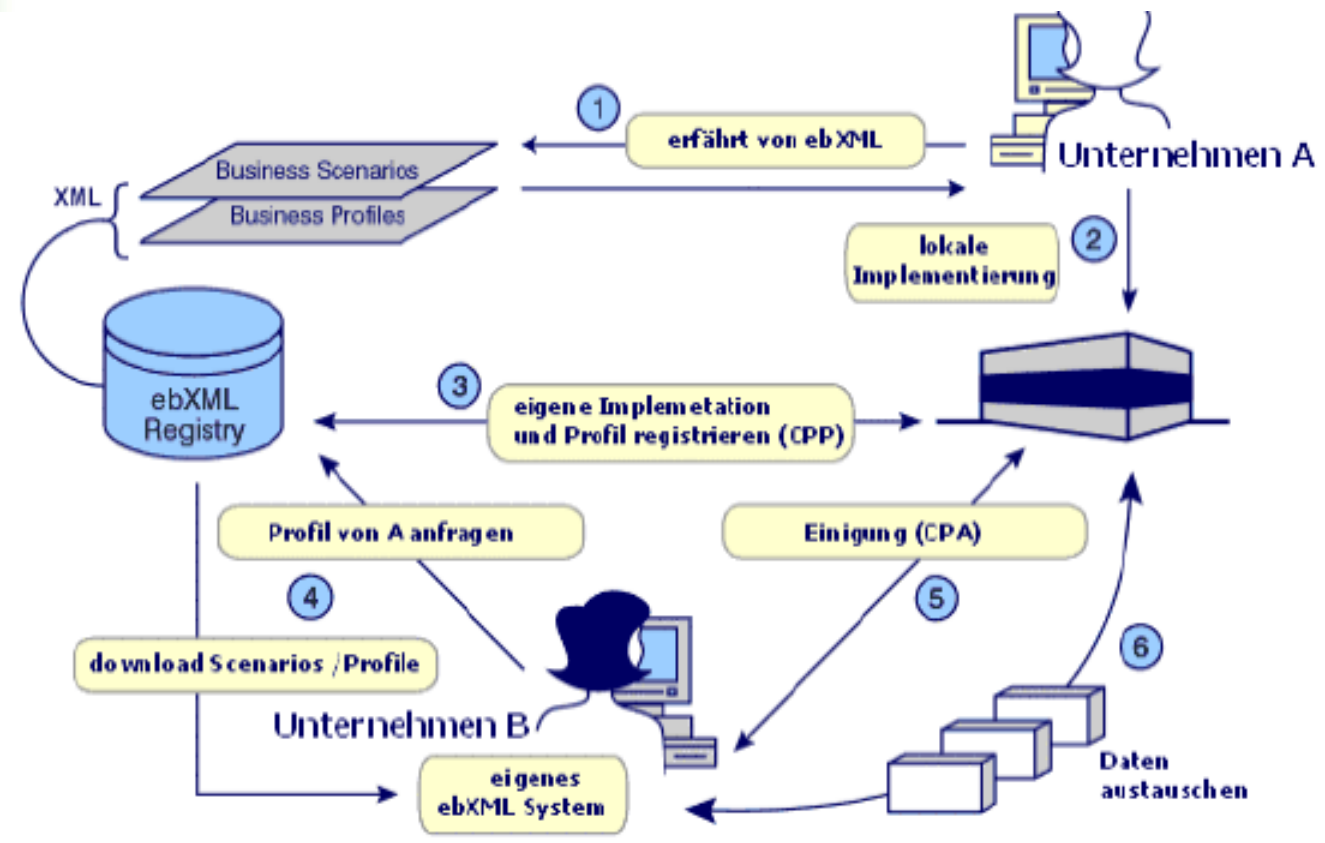 1
erfährt von ebXML
Unternehmen A
Business Scenarios
XML
Business Profiles
2
lokale
Implementierung
ebXML
Registry
3
eigene Implemetation
und Profil registrieren (CPP)
Profil von A anfragen
Einigung (CPA)
4
5
6
download Scenarios / Profile
Unternehmen B
eigenes
ebXML System
Daten
austauschen